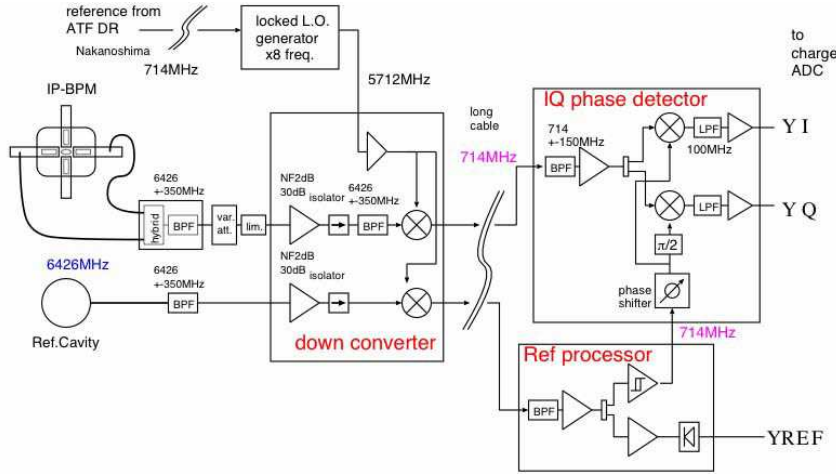 reference from
ATF DR
Nakanoshima
714MHz
locked L.O.
generator
x8 freq.
5712MHz
to
charge
ADC
IP-BPM
IQ phase detector
long
cable
714MHz
714
+-150MHz
BPF
LPF
100MHz
Y I
6426
+-350MHz
hybrid
BPF
var.
att.
lim.
NF2dB
30dB
isolator
6426
+-350MHz
BPF
LPF
Y Q
π/2
6426MHz
6426
+-350MHz
BPF
NF2dB
30dB
isolator
phase
shifter
Ref.Cavity
down converter
714MHz
Ref processor
BPF
YREF